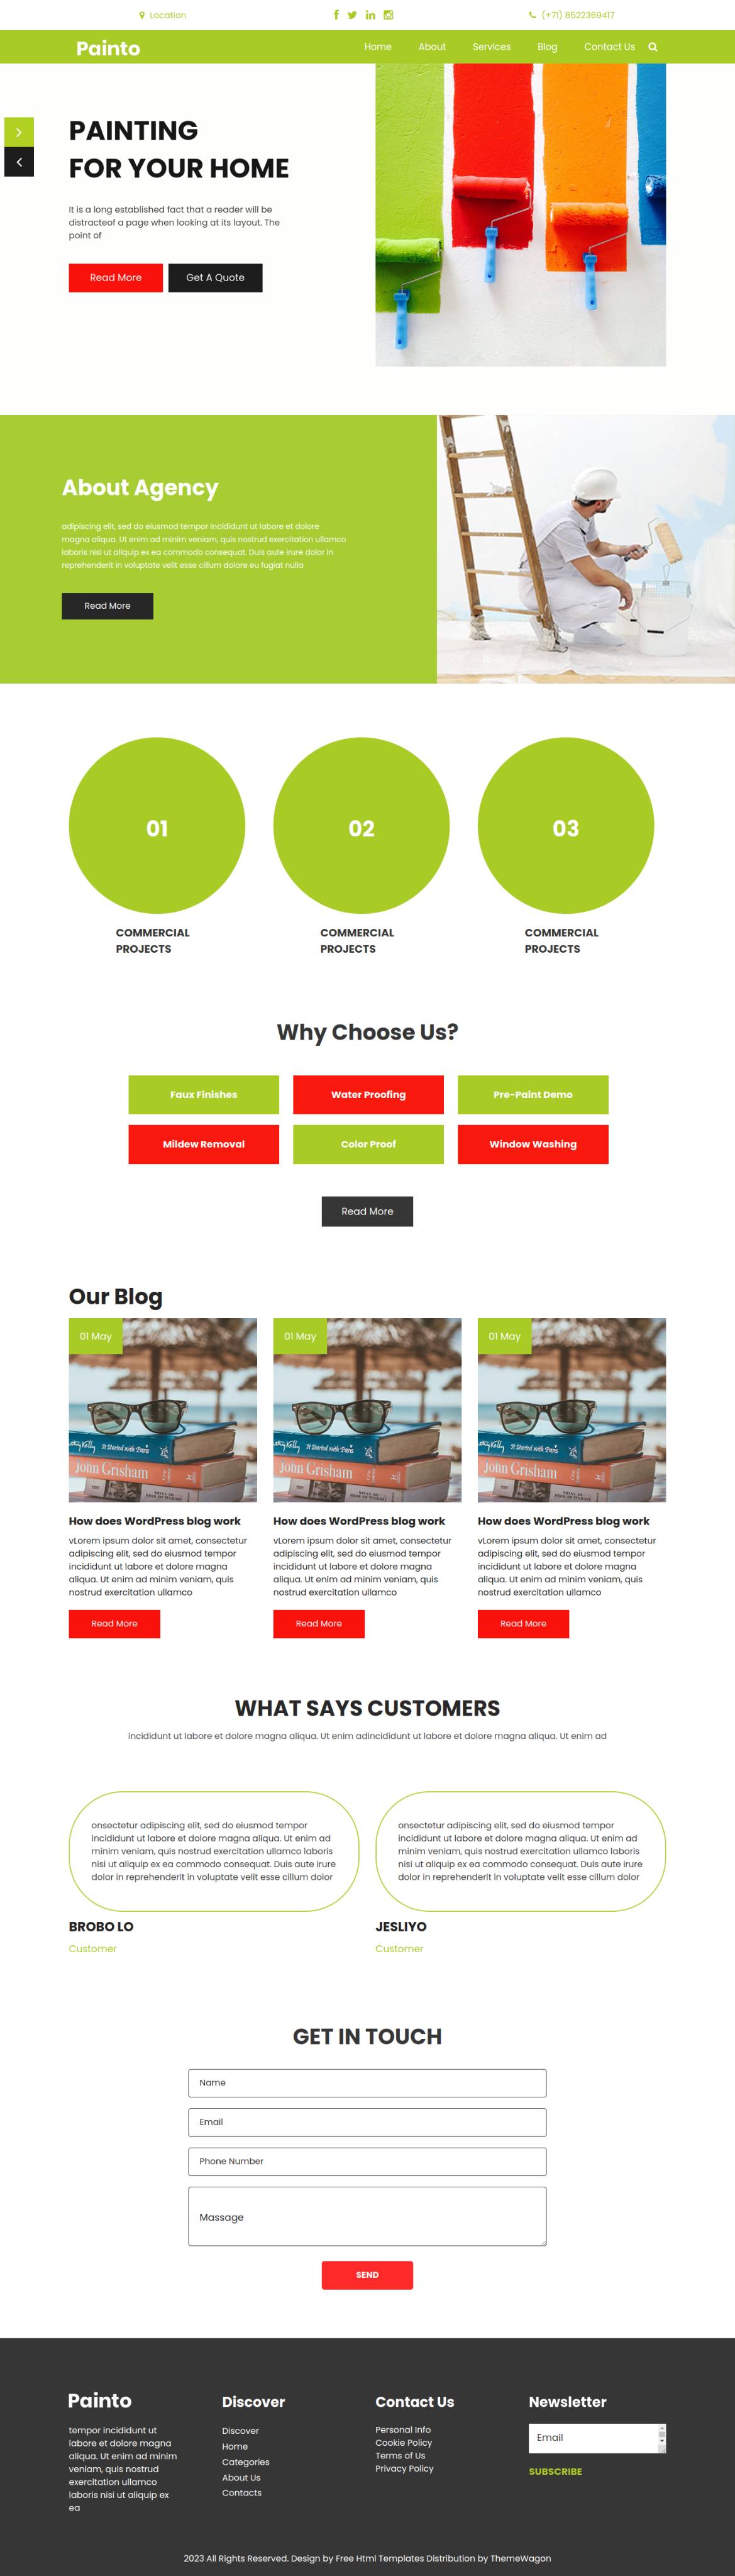 Location
(+71) 8522369417
Painto
Home
About
Services
Blog
Contact Us
PAINTING
FOR YOUR HOME
It is a long established fact that a reader will be
distracteof a page when looking at its layout. The
point of
Read More
Get A Quote
About Agency
adipiscing elit, sed do eiusmod tempor incididunt ut labore et dolore
magna aliqua. Ut enim ad minim veniam, quis nostrud exercitation ullamco
laboris nisi ut aliquip ex ea commodo consequat. Duis aute irure dolor in
reprehenderit in voluptate velit esse cillum dolore eu fugiat nulla
Read More
01
02
03
COMMERCIAL
PROJECTS
COMMERCIAL
PROJECTS
COMMERCIAL
PROJECTS
Why Choose Us?
Faux Finishes
Water Proofing
Pre-Paint Demo
Mildew Removal
Color Proof
Window Washing
Read More
Our Blog
01 May
It Started with Paris
John Grisham
How does WordPress blog work
vLorem ipsum dolor sit amet, consectetur
adipiscing elit, sed do eiusmod tempor
incididunt ut labore et dolore magna
aliqua. Ut enim ad minim veniam, quis
nostrud exercitation ullamco
Read More
01 May
It Started with Paris
John Grisham
How does WordPress blog work
vLorem ipsum dolor sit amet, consectetur
adipiscing elit, sed do eiusmod tempor
incididunt ut labore et dolore magna
aliqua. Ut enim ad minim veniam, quis
nostrud exercitation ullamco
Read More
01 May
It Started with Paris
John Grisham
How does WordPress blog work
vLorem ipsum dolor sit amet, consectetur
adipiscing elit, sed do eiusmod tempor
incididunt ut labore et dolore magna
aliqua. Ut enim ad minim veniam, quis
nostrud exercitation ullamco
Read More
WHAT SAYS CUSTOMERS
incididunt ut labore et dolore magna aliqua. Ut enim adincididunt ut labore et dolore magna aliqua. Ut enim ad
onsectetur adipiscing elit, sed do eiusmod tempor
incididunt ut labore et dolore magna aliqua. Ut enim ad
minim veniam, quis nostrud exercitation ullamco laboris
nisi ut aliquip ex ea commodo consequat. Duis aute irure
dolor in reprehenderit in voluptate velit esse cillum dolor
BROBO LO
Customer
onsectetur adipiscing elit, sed do eiusmod tempor
incididunt ut labore et dolore magna aliqua. Ut enim ad
minim veniam, quis nostrud exercitation ullamco laboris
nisi ut aliquip ex ea commodo consequat. Duis aute irure
dolor in reprehenderit in voluptate velit esse cillum dolor
JESLIYO
Customer
GET IN TOUCH
Name
Email
Phone Number
Massage
SEND
Painto
tempor incididunt ut
labore et dolore magna
aliqua. Ut enim ad minim
veniam, quis nostrud
exercitation ullamco
laboris nisi ut aliquip ex
ea
Discover
Discover
Home
Categories
About Us
Contacts
Contact Us
Personal Info
Cookie Policy
Terms of Us
Privacy Policy
Newsletter
Email
SUBSCRIBE
2023 All Rights Reserved. Design by Free Html Templates Distribution by ThemeWagon